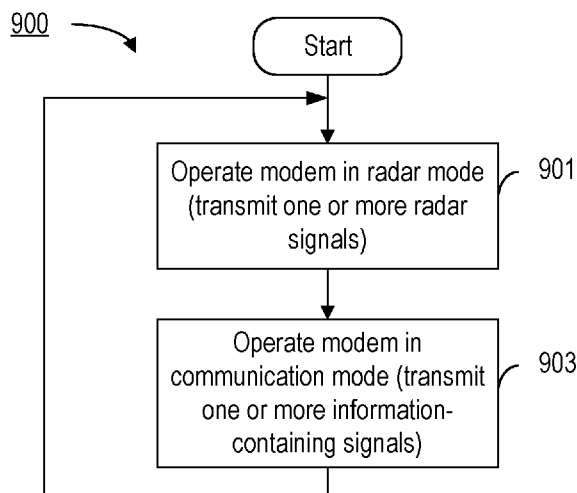 900
Start
Operate modem in radar mode
(transmit one or more radar
signals)
901
Operate modem in
communication mode (transmit
one or more information-
containing signals)
903